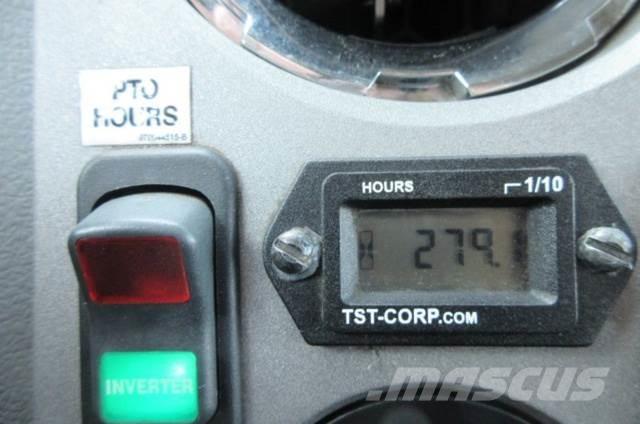 PTO
HOURS
HOURS
1/10
279.1
TST-CORP.COM
INVERTER
MASCUS